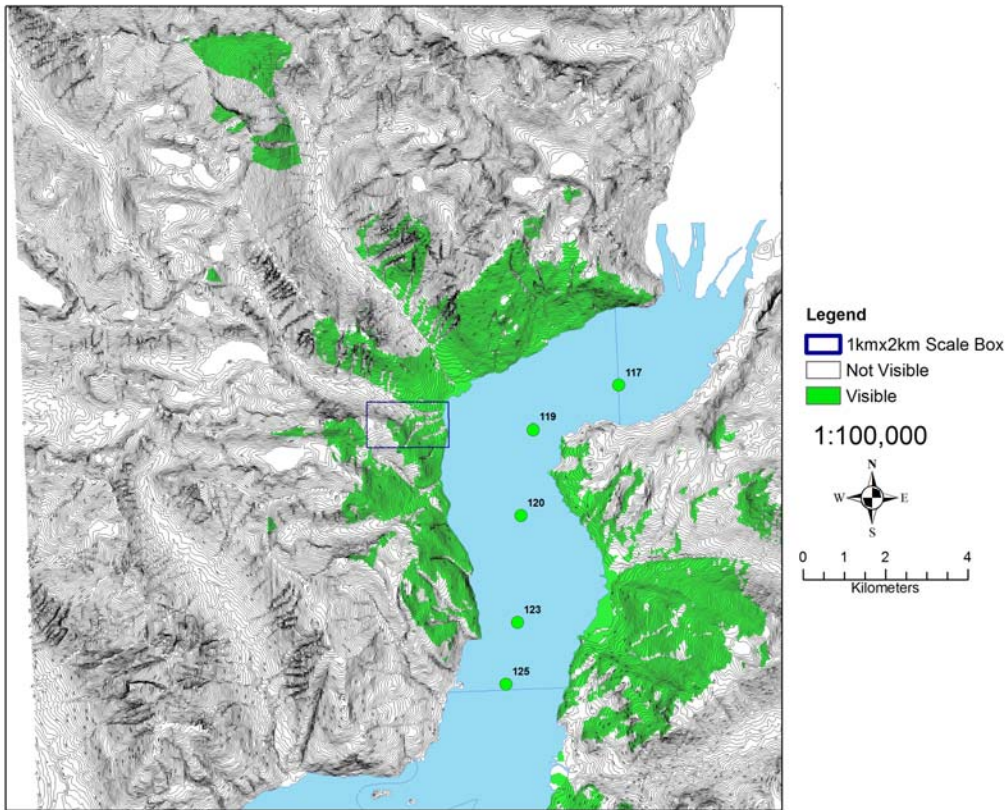 117
119
120
123
125
Legend
1kmx2km Scale Box
Not Visible
Visible
1:100,000
N
W E
S
0 1 2 4
Kilometers